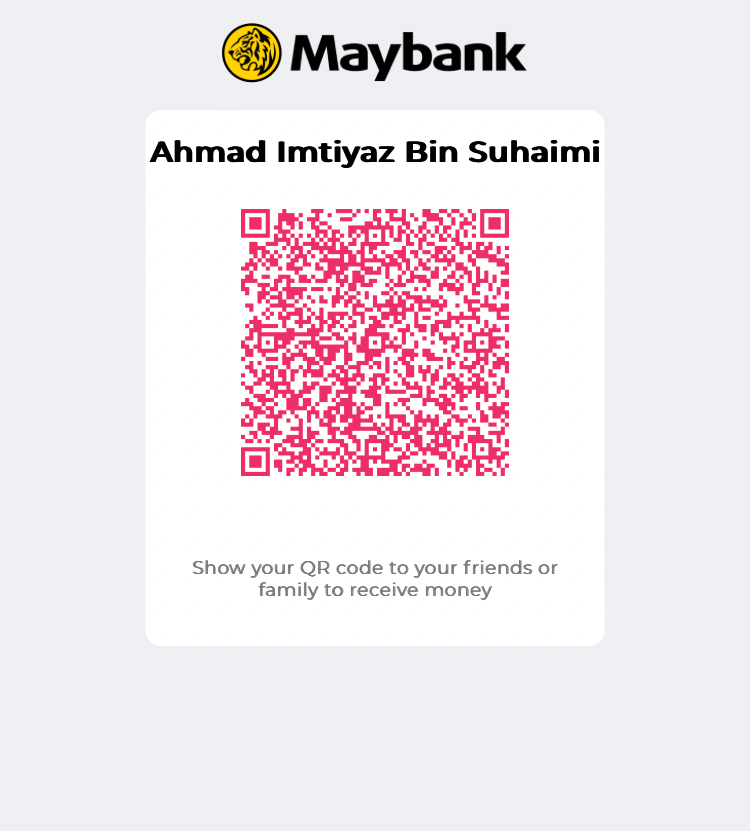 Maybank
Ahmad Imtiyaz Bin Suhaimi
Show your QR code to your friends or
family to receive money